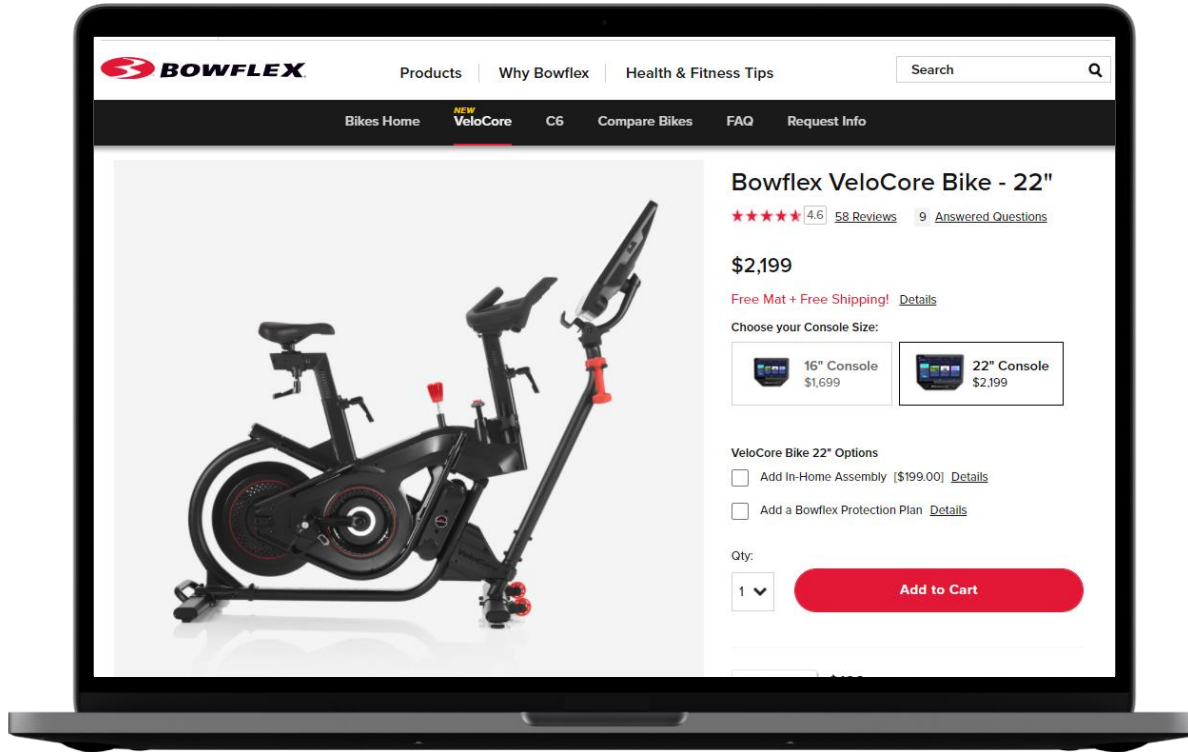 BOWFLEX
Products Why Bowflex Health & Fitness Tips
Search
Bikes Home NEW VeloCore C6 Compare Bikes FAQ Request Info
Bowflex VeloCore Bike - 22"
4.6 58 Reviews 9 Answered Questions
$2,199
Free Mat + Free Shipping! Details
Choose your Console Size:
16" Console
$1,699
22" Console
$2,199
VeloCore Bike 22" Options
Add In-Home Assembly [$199.00] Details
Add a Bowflex Protection Plan Details
Qty:
1
Add to Cart